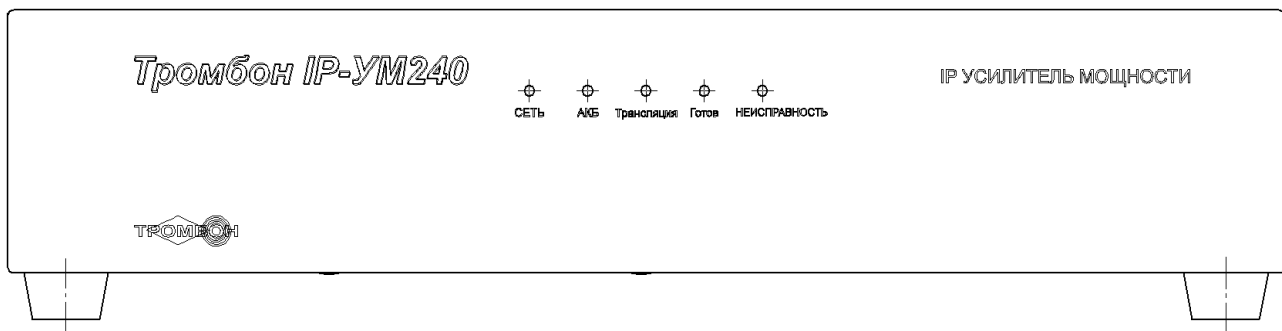 Тромбон IP-УМ240
IP УСИЛИТЕЛЬ МОЩНОСТИ
СЕТЬ АКБ Трансляция Готов НЕИСПРАВНОСТЬ
ТРОМБОН